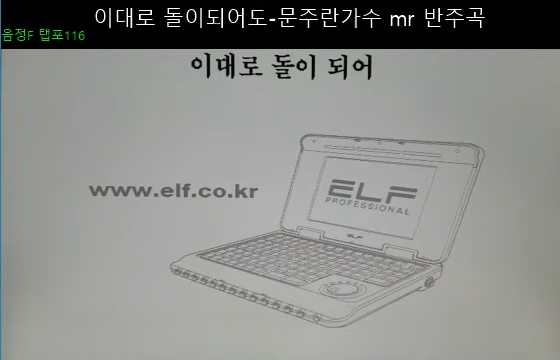 이대로 돌이되어도-문주란가수 mr 반주곡
음정F 탭포116
이대로 돌이 되어
www.elf.co.kr
ELF
PROFESSIONAL
ELF